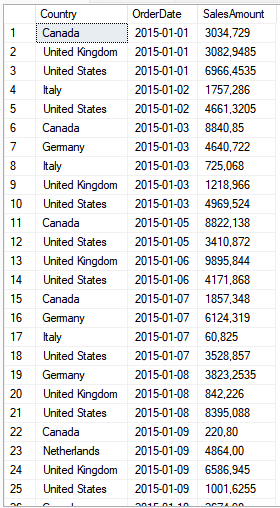 Country OrderDate SalesAmount
1 Canada 2015-01-01 3034,729
2 United Kingdom 2015-01-01 3082,9485
3 United States 2015-01-01 6966,4535
4 Italy 2015-01-02 1757,286
5 United States 2015-01-02 4661,3205
6 Canada 2015-01-03 8840,85
7 Germany 2015-01-03 4640,722
8 Italy 2015-01-03 725,068
9 United Kingdom 2015-01-03 1218,966
10 United States 2015-01-03 4969,524
11 Canada 2015-01-05 8822,138
12 United States 2015-01-05 3410,872
13 United Kingdom 2015-01-06 9895,844
14 United States 2015-01-06 4171,868
15 Canada 2015-01-07 1857,348
16 Germany 2015-01-07 6124,319
17 Italy 2015-01-07 60,825
18 United States 2015-01-07 3528,857
19 Germany 2015-01-08 3823,2535
20 United Kingdom 2015-01-08 842,226
21 United States 2015-01-08 8395,088
22 Canada 2015-01-09 220,80
23 Netherlands 2015-01-09 4864,00
24 United Kingdom 2015-01-09 6586,945
25 United States 2015-01-09 1001,6255